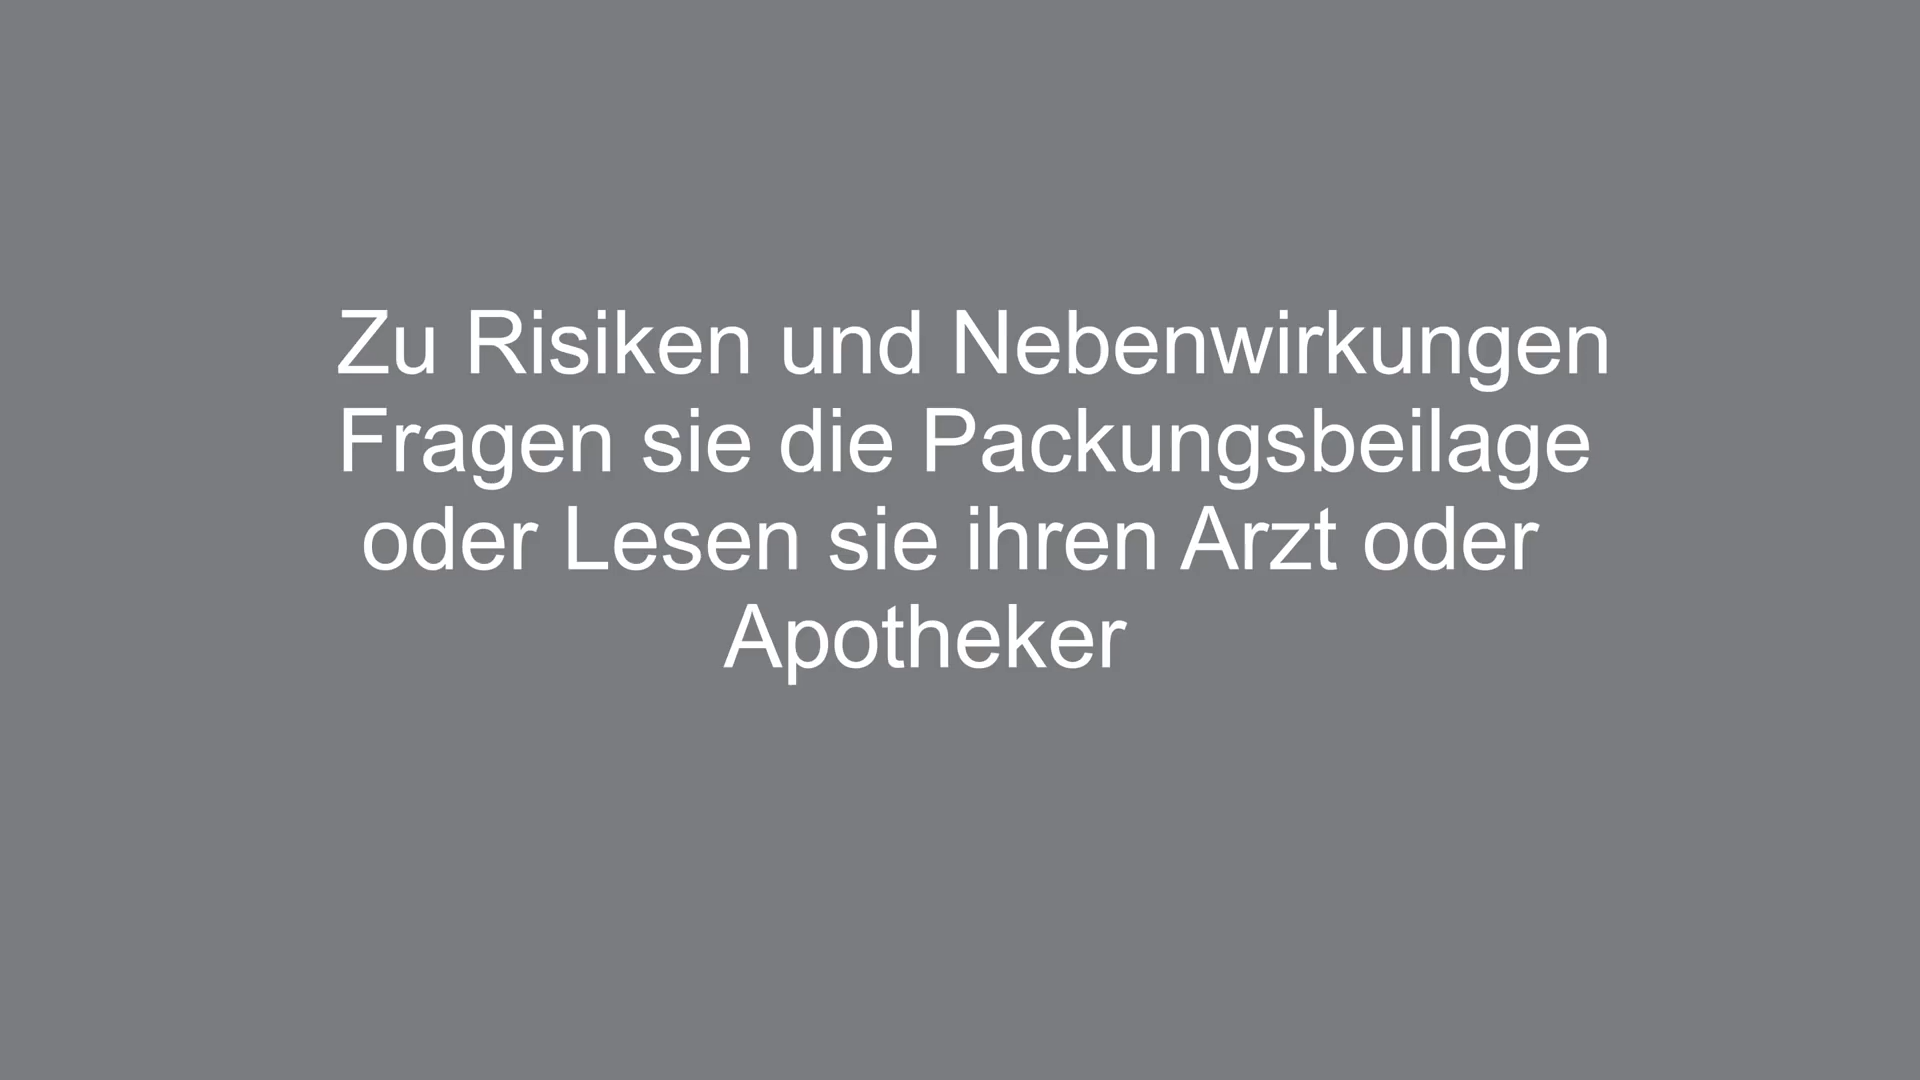 Zu Risiken und Nebenwirkungen
Fragen sie die Packungsbeilage
oder Lesen sie ihren Arzt oder
Apotheker